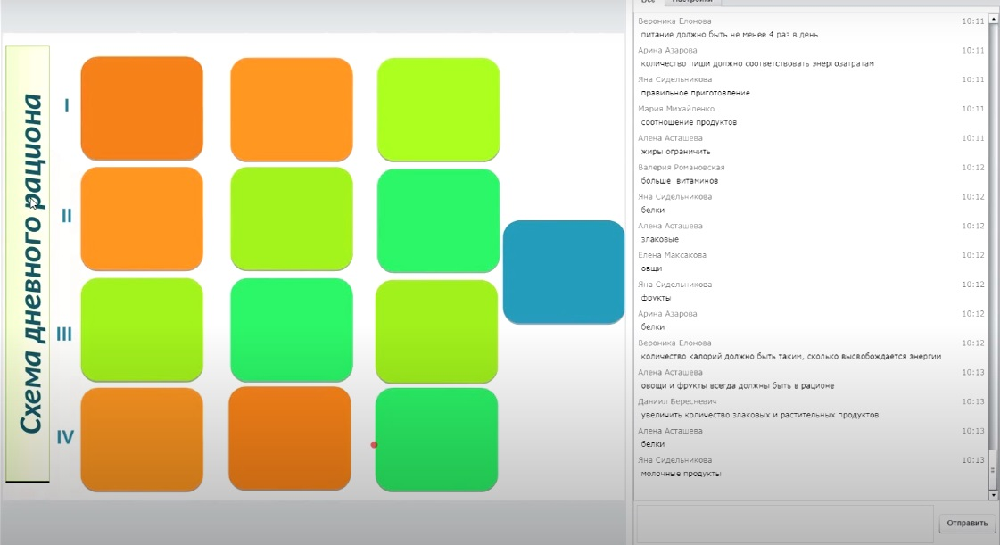 Все
Настройки
Схема дневного рациона
I
II
III
IV
Вероника Елонова 10:11
питание должно быть не менее 4 раз в день
Арина Азарова 10:11
количество пиши должно соответствовать энергозатратам
Яна Сидельникова 10:11
правильное приготовление
Мария Михайленко 10:11
соотношение продуктов
Алена Асташева 10:11
жиры ограничить
Валерия Романовская 10:12
больше витаминов
Яна Сидельникова 10:12
белки
Алена Асташева 10:12
злаковые
Елена Максакова 10:12
овщи
Яна Сидельникова 10:12
фрукты
Арина Азарова 10:12
белки
Вероника Елонова 10:12
количество калорий должно быть таким, сколько высвобождается энергии
Алена Асташева 10:13
овощи и фрукты всегда должны быть в рационе
Даниил Бересневич 10:13
увеличить количество злаковых и растительных продуктов
Алена Асташева 10:13
белки
Яна Сидельникова 10:13
молочные продукты
Отправить